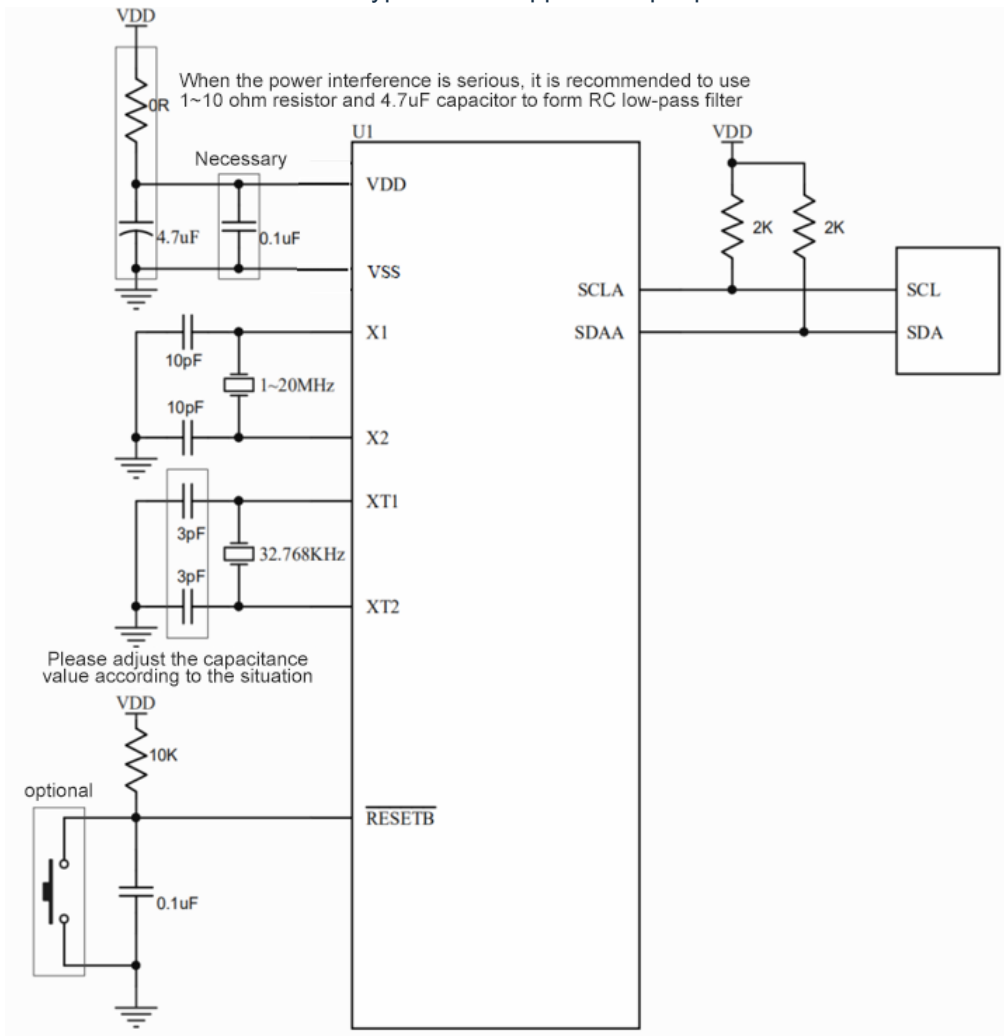 VDD
When the power interference is serious, it is recommended to use
0R
1~10 ohm resistor and 4.7uF capacitor to form RC low-pass filter
U1
VDD
Necessary
VDD
4.7uF
0.1uF
2K
2K
VSS
SCLA
SCL
X1
SDAA
SDA
10pF
1~20MHz
10pF
X2
XT1
3pF
32.768KHz
3pF
XT2
Please adjust the capacitance
value according to the situation
VDD
10K
optional
RESETB
0.1uF